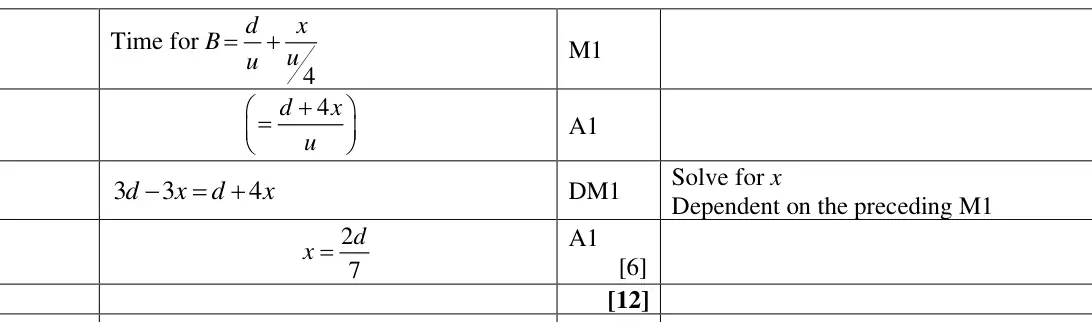 Time for B = d/u + x/(u/4) M1
(= (d + 4x)/u) A1
3d − 3x = d + 4x DM1 Solve for x
Dependent on the preceding M1
x = 2d/7 A1
[6]
[12]